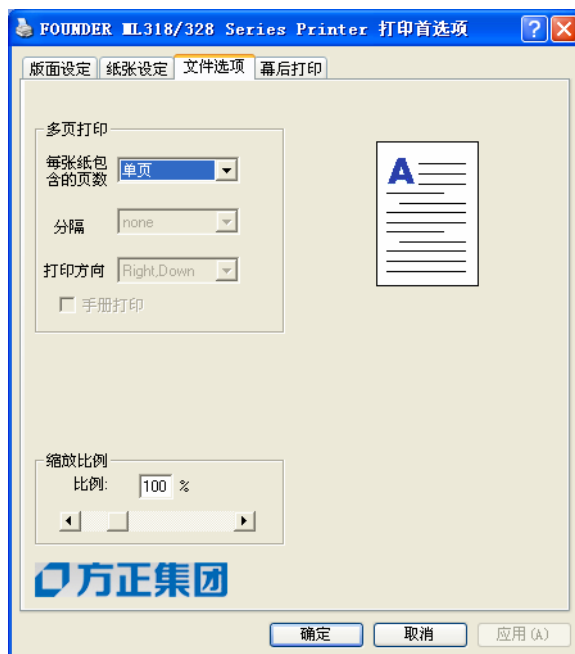 FOUNDER ML318/328 Series Printer 打印首选项
版面设定 纸张设定 文件选项 幕后打印
多页打印
每张纸包
含的页数
单页
分隔 none
打印方向 Right,Down
手册打印
A
缩放比例
比例: 100 %
方正集团
确定 取消 应用(A)